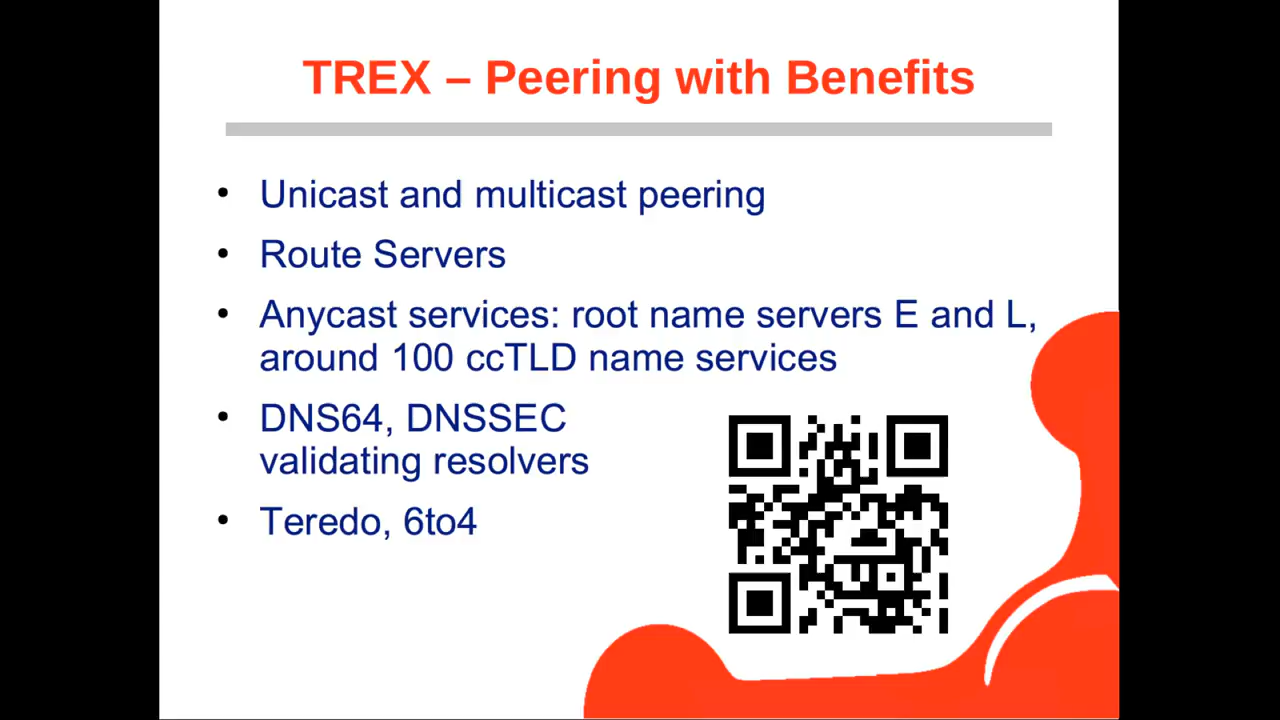 TREX – Peering with Benefits
• Unicast and multicast peering
• Route Servers
• Anycast services: root name servers E and L,
around 100 ccTLD name services
• DNS64, DNSSEC
validating resolvers
• Teredo, 6to4